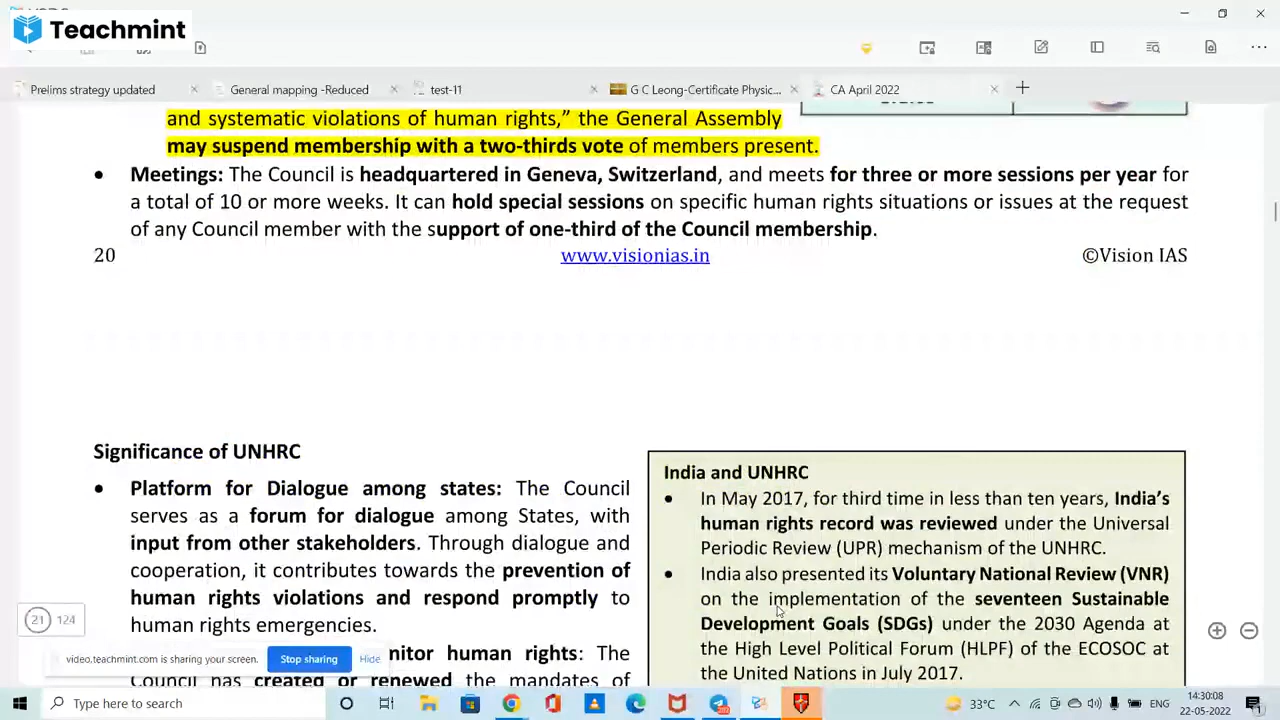 Teachmint
Prelims strategy updated
General mapping -Reduced
test-11
G C Leong-Certificate Physic...
CA April 2022
and systematic violations of human rights,” the General Assembly
may suspend membership with a two-thirds vote of members present.
• Meetings: The Council is headquartered in Geneva, Switzerland, and meets for three or more sessions per year for
a total of 10 or more weeks. It can hold special sessions on specific human rights situations or issues at the request
of any Council member with the support of one-third of the Council membership.
20 www.visionias.in ©Vision IAS
Significance of UNHRC
• Platform for Dialogue among states: The Council
serves as a forum for dialogue among States, with
input from other stakeholders. Through dialogue and
cooperation, it contributes towards the prevention of
human rights violations and respond promptly to
human rights emergencies.
nitor human rights: The
Council has created or renewed the mandates of
India and UNHRC
• In May 2017, for third time in less than ten years, India’s
human rights record was reviewed under the Universal
Periodic Review (UPR) mechanism of the UNHRC.
• India also presented its Voluntary National Review (VNR)
on the implementation of the seventeen Sustainable
Development Goals (SDGs) under the 2030 Agenda at
the High Level Political Forum (HLPF) of the ECOSOC at
the United Nations in July 2017.
21 124
video.teachmint.com is sharing your screen. Stop sharing Hide
Type here to search
33°C
ENG
14:30:08
22-05-2022